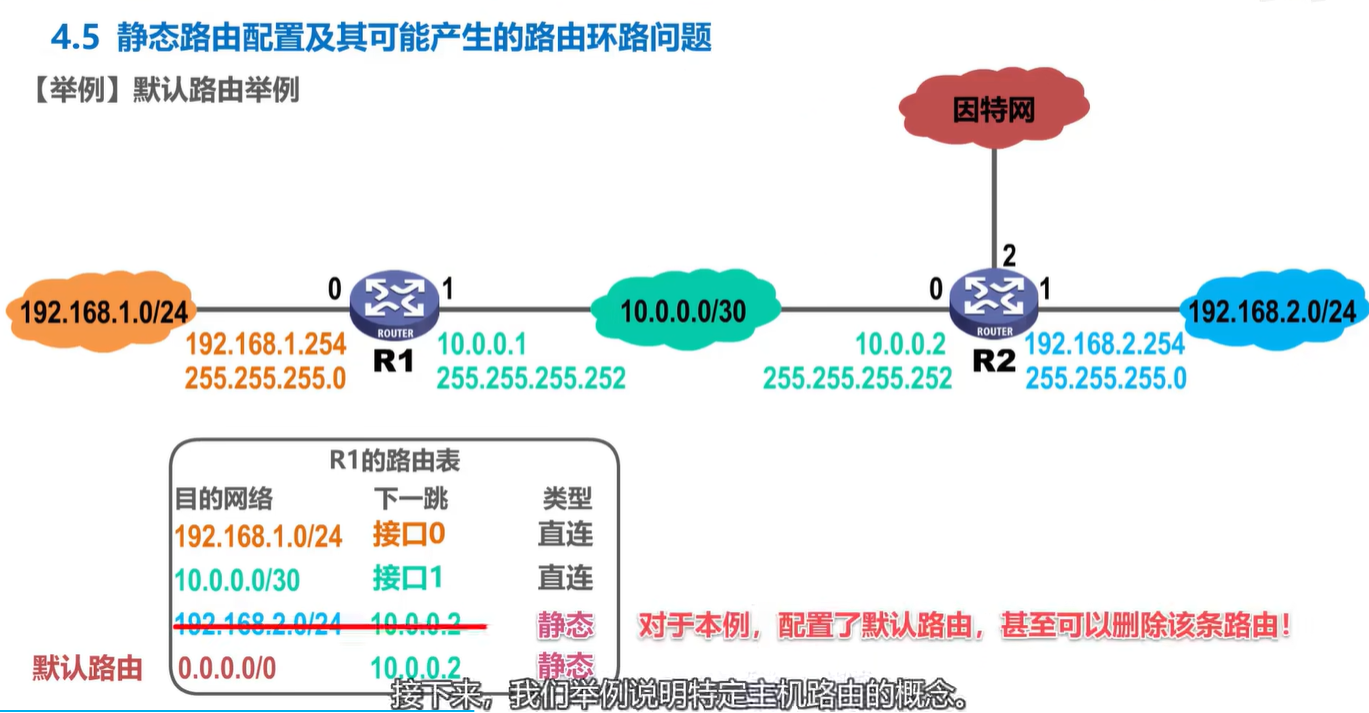 4.5 静态路由配置及其可能产生的路由环路问题
【举例】默认路由举例
因特网
2
0
1
0
1
192.168.1.0/24
10.0.0.0/30
192.168.2.0/24
ROUTER
ROUTER
192.168.1.254
R1
10.0.0.1
10.0.0.2
R2
192.168.2.254
255.255.255.0
255.255.255.252
255.255.255.252
255.255.255.0
R1的路由表
目的网络 下一跳 类型
192.168.1.0/24 接口0 直连
10.0.0.0/30 接口1 直连
192.168.2.0/24 10.0.0.2 静态 对于本例，配置了默认路由，甚至可以删除该条路由！
默认路由 0.0.0.0/0 10.0.0.2 静态
接下来，我们举例说明特定主机路由的概念。